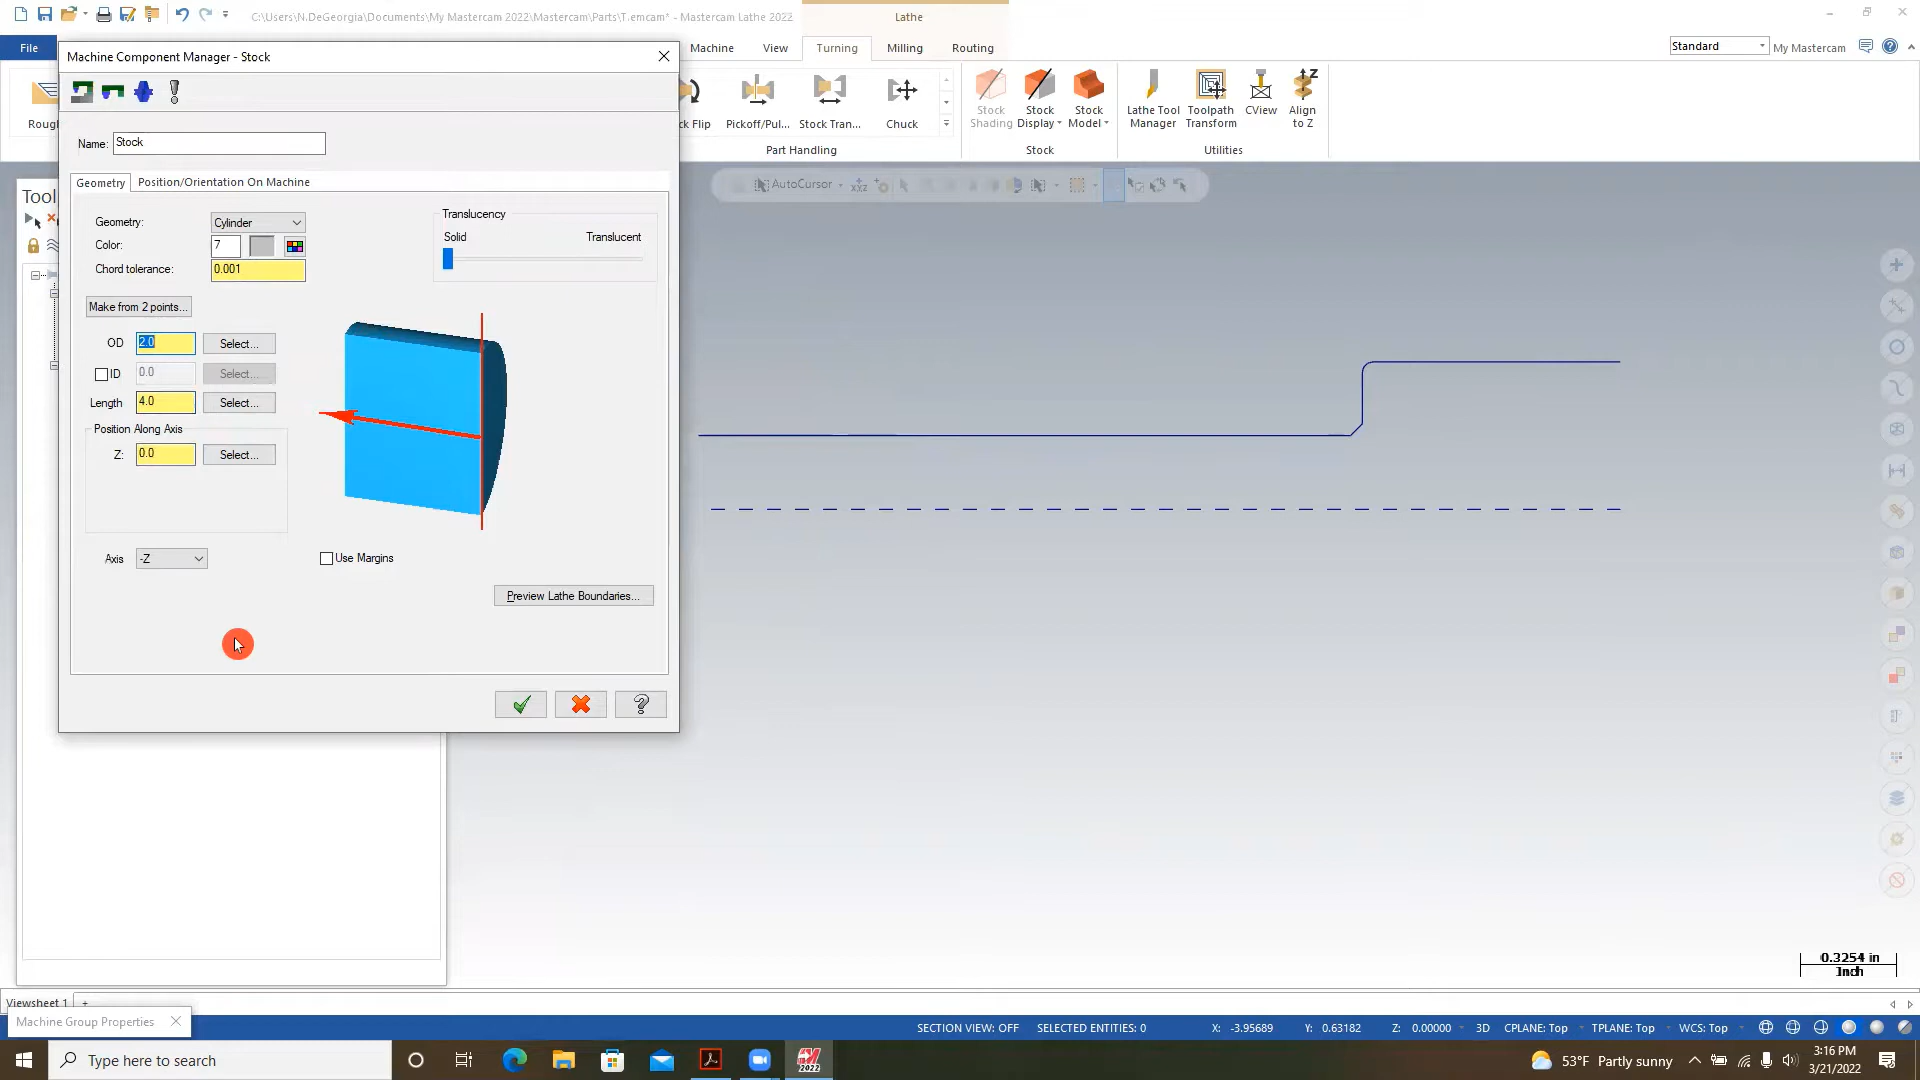 C:\Users\N.DeGeorgia\Documents\My Mastercam 2022\Mastercam\Parts\T.emcam* - Mastercam Lathe 2022
Lathe
File
Machine
View
Turning
Milling
Routing
Standard
My Mastercam
Machine Component Manager - Stock
Rough
ck Flip
Pickoff/Pul...
Stock Tran...
Chuck
Stock Shading
Stock Display
Stock Model
Lathe Tool Manager
Toolpath Transform
CView
Align to Z
Part Handling
Stock
Utilities
Name:
Stock
Geometry
Position/Orientation On Machine
Tool
AutoCursor
Geometry:
Cylinder
Color:
7
Chord tolerance:
0.001
Translucency
Solid
Translucent
Make from 2 points...
OD
2.0
Select...
ID
0.0
Select...
Length
4.0
Select...
Position Along Axis
Z:
0.0
Select...
Axis
-Z
Use Margins
Preview Lathe Boundaries...
0.3254 in
Inch
Viewsheet 1
+
Machine Group Properties
SECTION VIEW: OFF
SELECTED ENTITIES: 0
X: -3.95689
Y: 0.63182
Z: 0.00000
3D
CPLANE: Top
TPLANE: Top
WCS: Top
Type here to search
2022
53°F Partly sunny
3:16 PM
3/21/2022